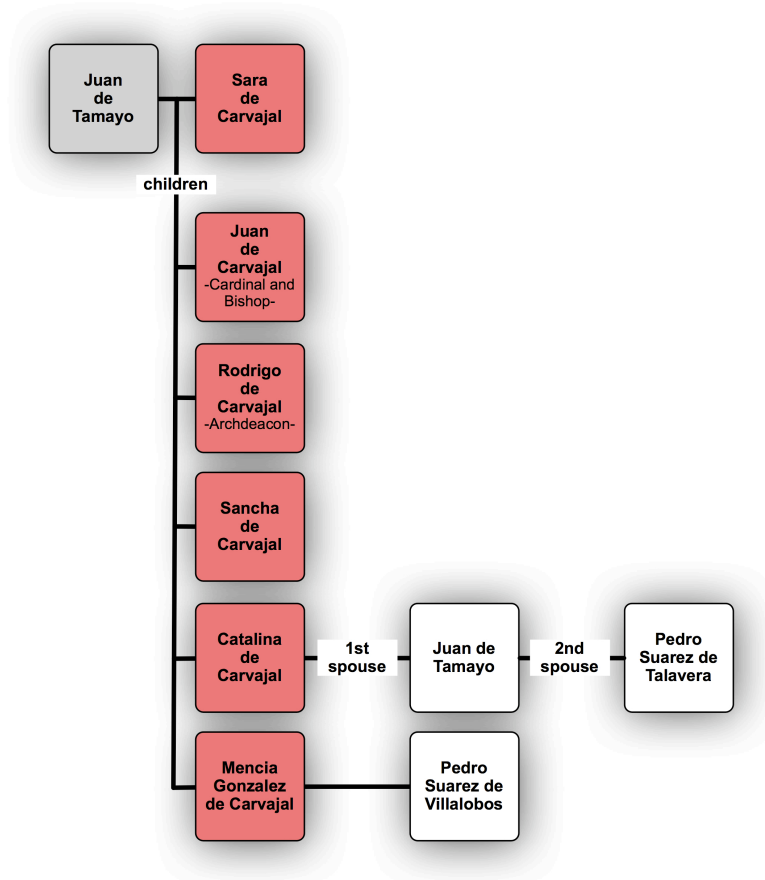 Juan
de
Tamayo
Sara
de
Carvajal
children
Juan
de
Carvajal
-Cardinal and
Bishop-
Rodrigo
de
Carvajal
-Archdeacon-
Sancha
de
Carvajal
Catalina
de
Carvajal
1st
spouse
Juan de
Tamayo
2nd
spouse
Pedro
Suarez de
Talavera
Mencia
Gonzalez
de Carvajal
Pedro
Suarez de
Villalobos